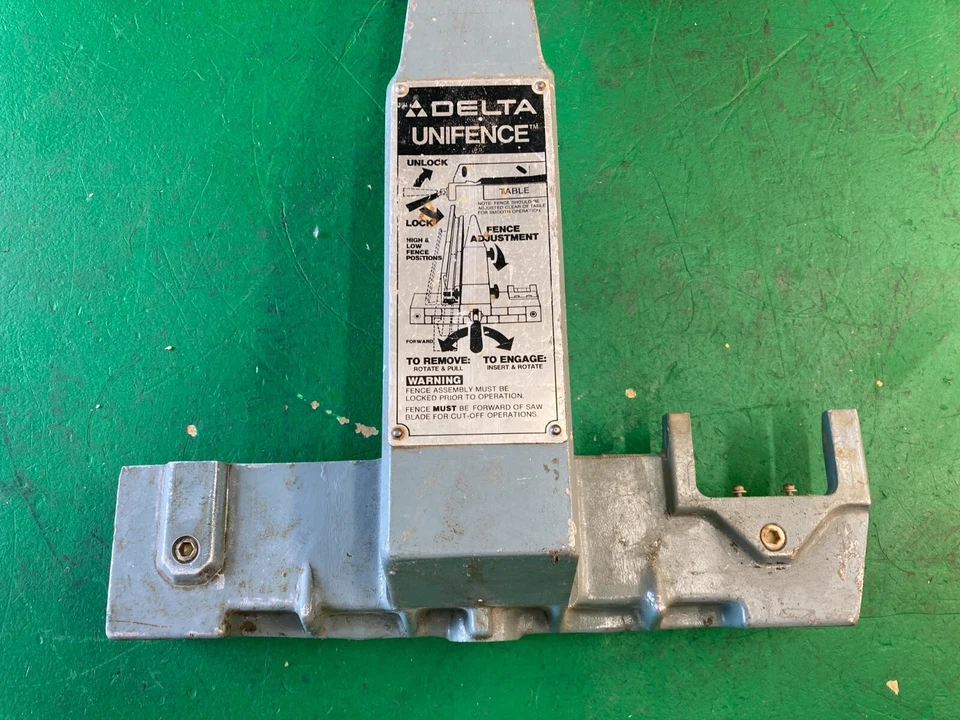 DELTA
UNIFENCE™
UNLOCK
TABLE
NOTE: FENCE SHOULD BE
ADJUSTED CLEAR OF TABLE
FOR SMOOTH OPERATION.
LOCK
FENCE
ADJUSTMENT
HIGH &
LOW
FENCE
POSITIONS
FORWARD
TO REMOVE:
ROTATE & PULL
TO ENGAGE:
INSERT & ROTATE
WARNING
FENCE ASSEMBLY MUST BE
LOCKED PRIOR TO OPERATION.
FENCE MUST BE FORWARD OF SAW
BLADE FOR CUT-OFF OPERATIONS.